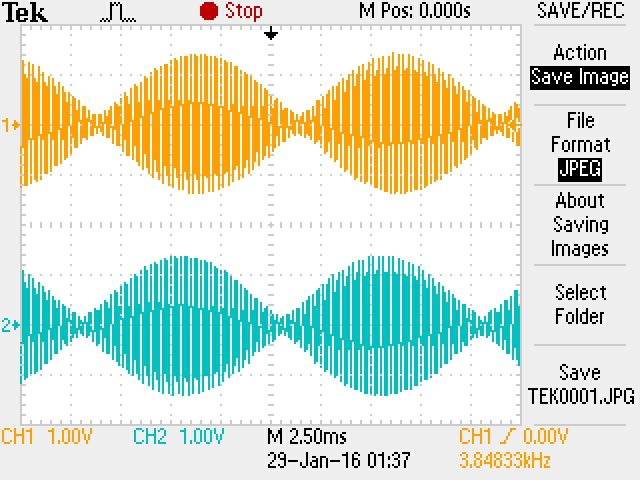 Tek Stop M Pos: 0.000s SAVE/REC
Action
Save Image
1
File
Format
JPEG
About
Saving
Images
Select
Folder
2
Save
TEK0001.JPG
CH1 1.00V CH2 1.00V M 2.50ms CH1 0.00V
29-Jan-16 01:37 3.84833kHz